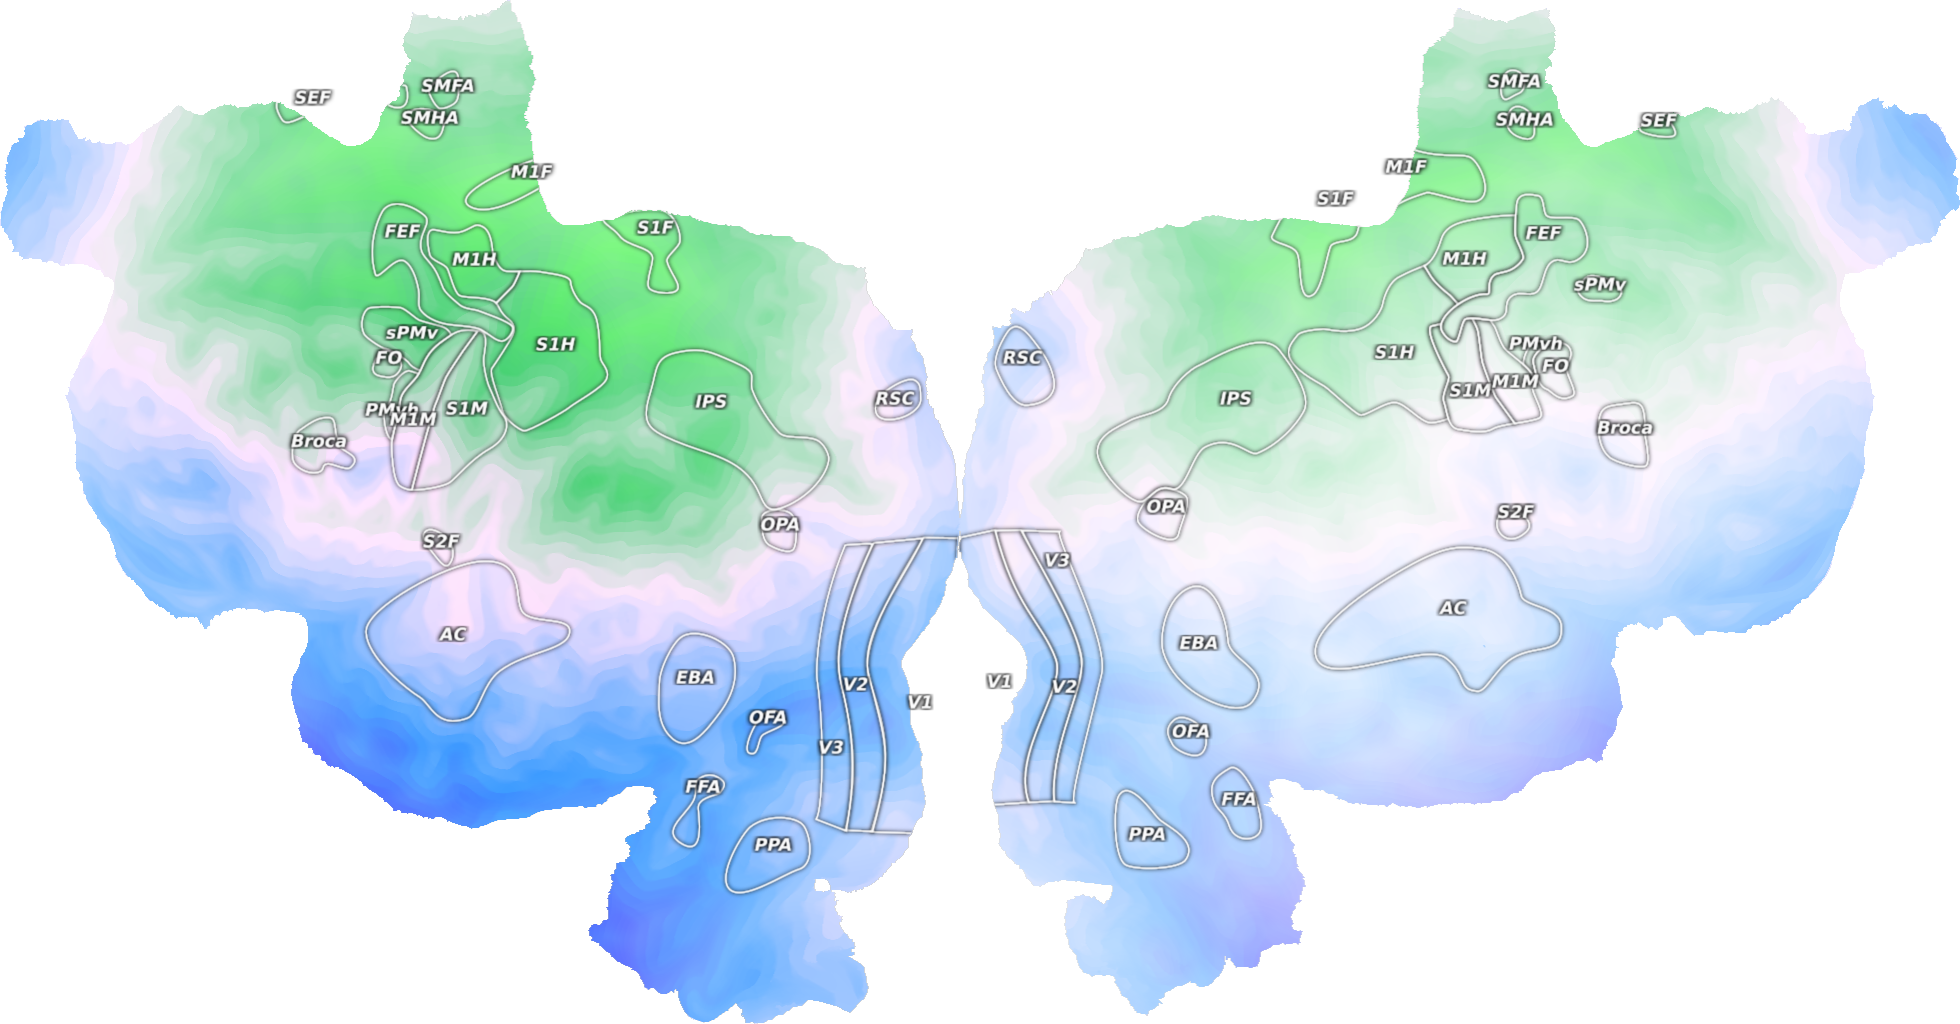 SEF
SMFA
SMHA
M1F
S1F
FEF
M1H
sPMv
FO
S1H
PMvh
M1M
S1M
Broca
IPS
RSC
S2F
OPA
AC
EBA
OFA
V2
V1
V3
FFA
PPA
SMFA
SMHA
SEF
M1F
S1F
FEF
M1H
sPMv
PMvh
FO
S1H
M1M
S1M
RSC
IPS
Broca
OPA
S2F
V3
AC
EBA
V1
V2
OFA
FFA
PPA